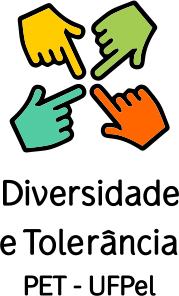 Diversidade
e Tolerância
PET - UFPel